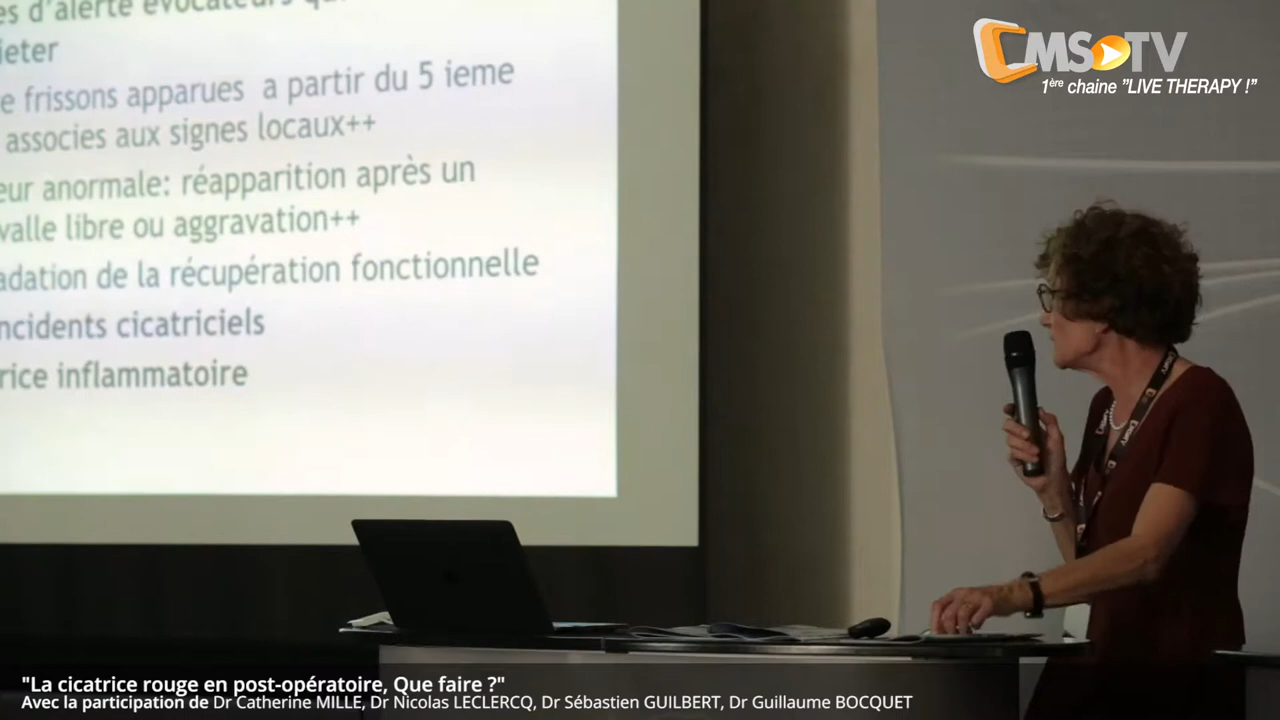 es d'alerte évocateurs
ieter
e frissons apparues a partir du 5 ieme
associes aux signes locaux++
eur anormale: réapparition après un
valle libre ou aggravation++
adation de la récupération fonctionnelle
ncidents cicatriciels
rice inflammatoire
CMSTV
1ère chaine "LIVE THERAPY !"
"La cicatrice rouge en post-opératoire, Que faire ?"
Avec la participation de Dr Catherine MILLE, Dr Nicolas LECLERCQ, Dr Sébastien GUILBERT, Dr Guillaume BOCQUET